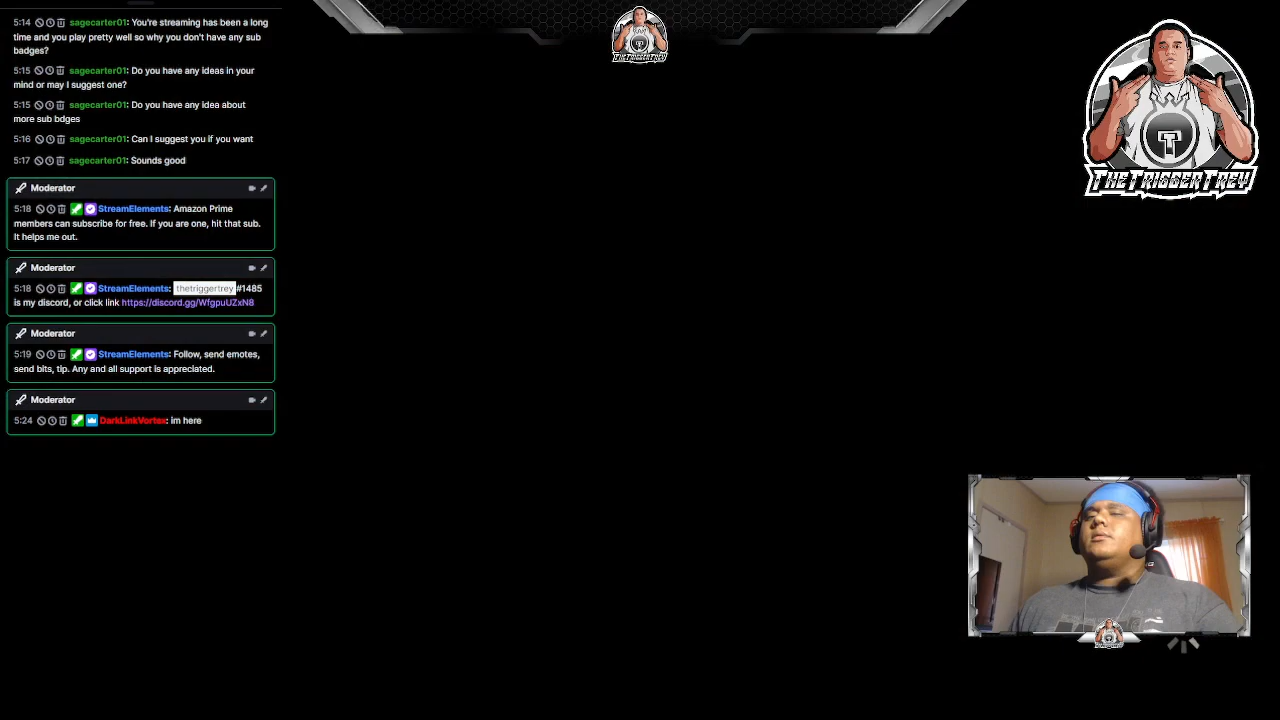 5:14 sagecarter01: You're streaming has been a long
time and you play pretty well so why you don't have any sub
badges?
5:15 sagecarter01: Do you have any ideas in your
mind or may I suggest one?
5:15 sagecarter01: Do you have any idea about
more sub bdges
5:16 sagecarter01: Can I suggest you if you want
5:17 sagecarter01: Sounds good
Moderator
5:18 StreamElements: Amazon Prime
members can subscribe for free. If you are one, hit that sub.
It helps me out.
Moderator
5:18 StreamElements: thetriggertrey #1485
is my discord, or click link https://discord.gg/WfgpuUZxN8
Moderator
5:19 StreamElements: Follow, send emotes,
send bits, tip. Any and all support is appreciated.
Moderator
5:24 DarkLinkVortex: im here
THETRIGGERTREY
T
THETRIGGERTREY